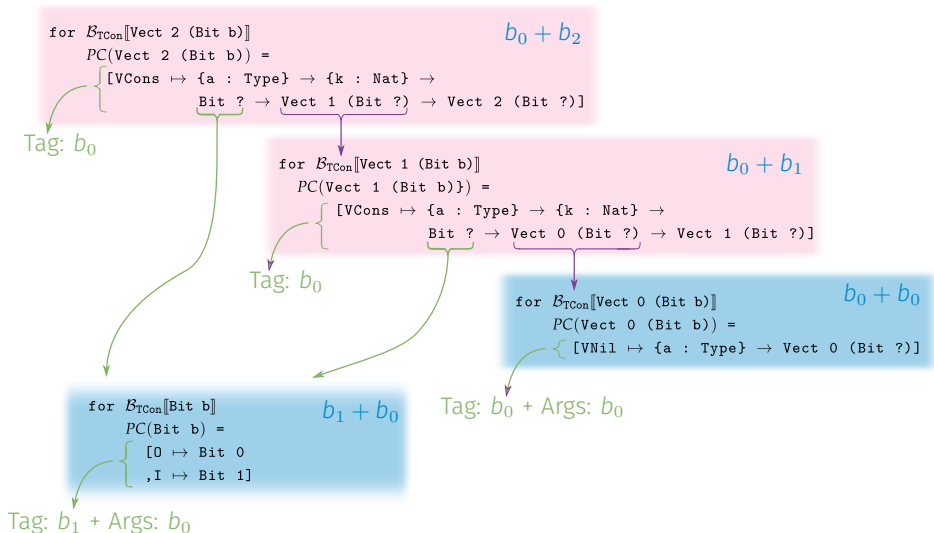 for ℬ_TCon⟦Vect 2 (Bit b)⟧
b₀ + b₂
PC(Vect 2 (Bit b)) =
[VCons ↦ {a : Type} → {k : Nat} →
Bit ? → Vect 1 (Bit ?) → Vect 2 (Bit ?)]
Tag: b₀
for ℬ_TCon⟦Vect 1 (Bit b)⟧
b₀ + b₁
PC(Vect 1 (Bit b)}) =
[VCons ↦ {a : Type} → {k : Nat} →
Bit ? → Vect 0 (Bit ?) → Vect 1 (Bit ?)]
Tag: b₀
for ℬ_TCon⟦Vect 0 (Bit b)⟧
b₀ + b₀
PC(Vect 0 (Bit b)) =
[VNil ↦ {a : Type} → Vect 0 (Bit ?)]
Tag: b₀ + Args: b₀
for ℬ_TCon⟦Bit b⟧
b₁ + b₀
PC(Bit b) =
[O ↦ Bit 0
,I ↦ Bit 1]
Tag: b₁ + Args: b₀